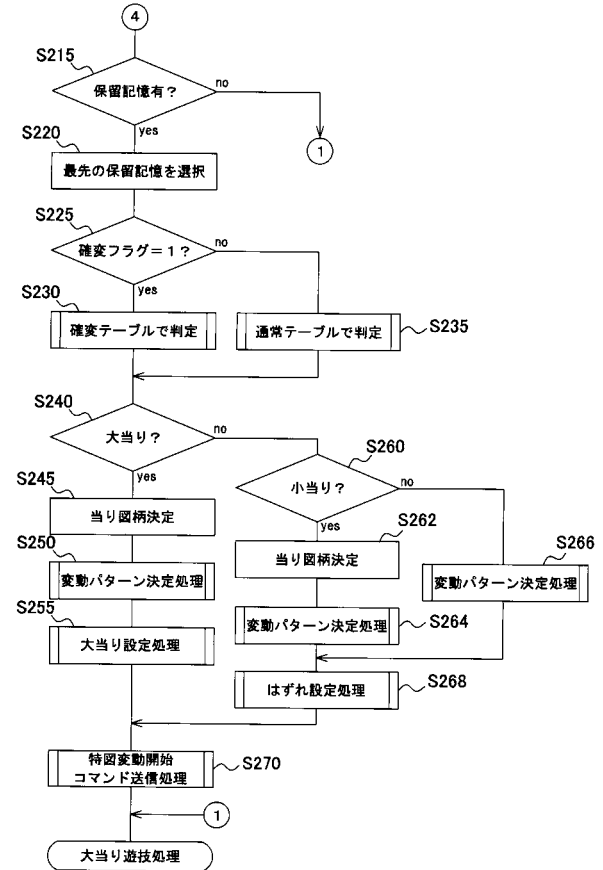 4
S215
保留記憶有？
no
yes
1
S220
最先の保留記憶を選択
S225
確変フラグ＝１？
no
yes
S230
確変テーブルで判定
通常テーブルで判定
S235
S240
大当り？
no
yes
S260
小当り？
no
yes
S245
当り図柄決定
S262
当り図柄決定
S250
変動パターン決定処理
S266
変動パターン決定処理
S255
大当り設定処理
変動パターン決定処理
S264
はずれ設定処理
S268
特図変動開始
コマンド送信処理
S270
1
大当り遊技処理